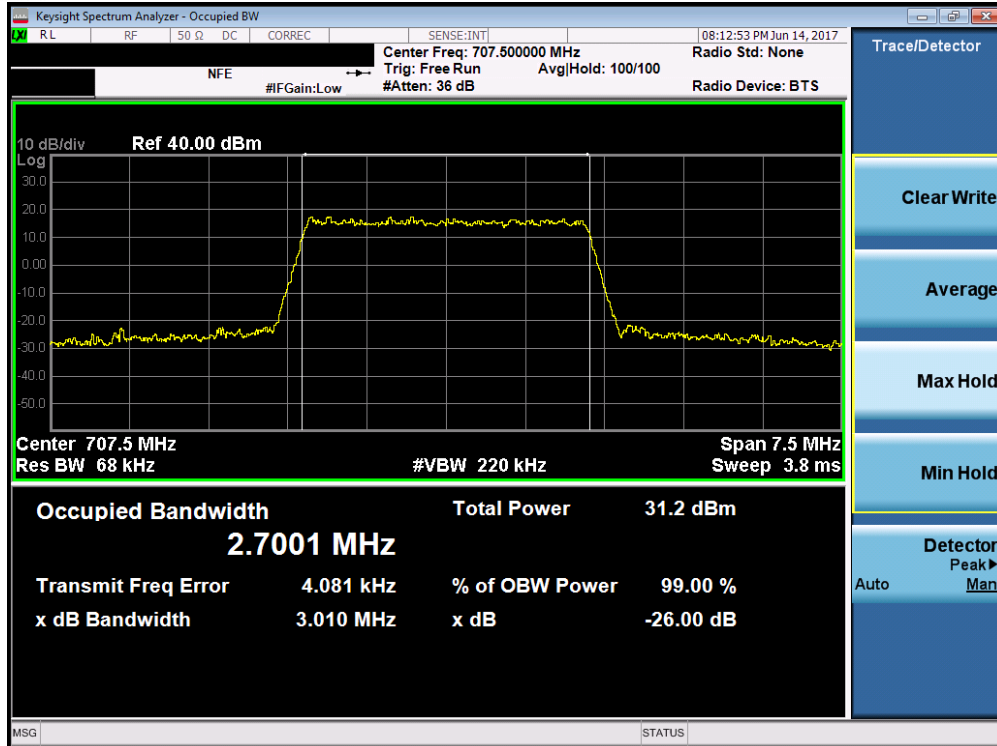 Keysight Spectrum Analyzer - Occupied BW
LXI RL RF 50 Ω DC CORREC SENSE:INT 08:12:53 PM Jun 14, 2017
Center Freq: 707.500000 MHz Radio Std: None
NFE Trig: Free Run Avg|Hold: 100/100
#IFGain:Low #Atten: 36 dB Radio Device: BTS
Trace/Detector
10 dB/div Ref 40.00 dBm
Log
30.0
20.0
10.0
0.00
-10.0
-20.0
-30.0
-40.0
-50.0
Center 707.5 MHz Span 7.5 MHz
Res BW 68 kHz #VBW 220 kHz Sweep 3.8 ms
Occupied Bandwidth Total Power 31.2 dBm
2.7001 MHz
Transmit Freq Error 4.081 kHz % of OBW Power 99.00 %
x dB Bandwidth 3.010 MHz x dB -26.00 dB
Clear Write
Average
Max Hold
Min Hold
Detector
Peak▶
Auto Man
MSG STATUS